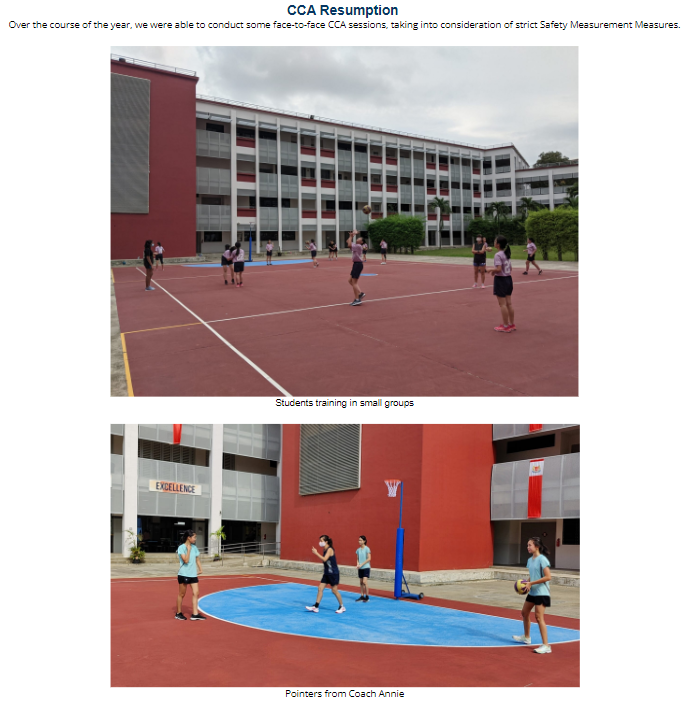 CCA Resumption
Over the course of the year, we were able to conduct some face-to-face CCA sessions, taking into consideration of strict Safety Measurement Measures.
Students training in small groups
EXCELLENCE
Pointers from Coach Annie